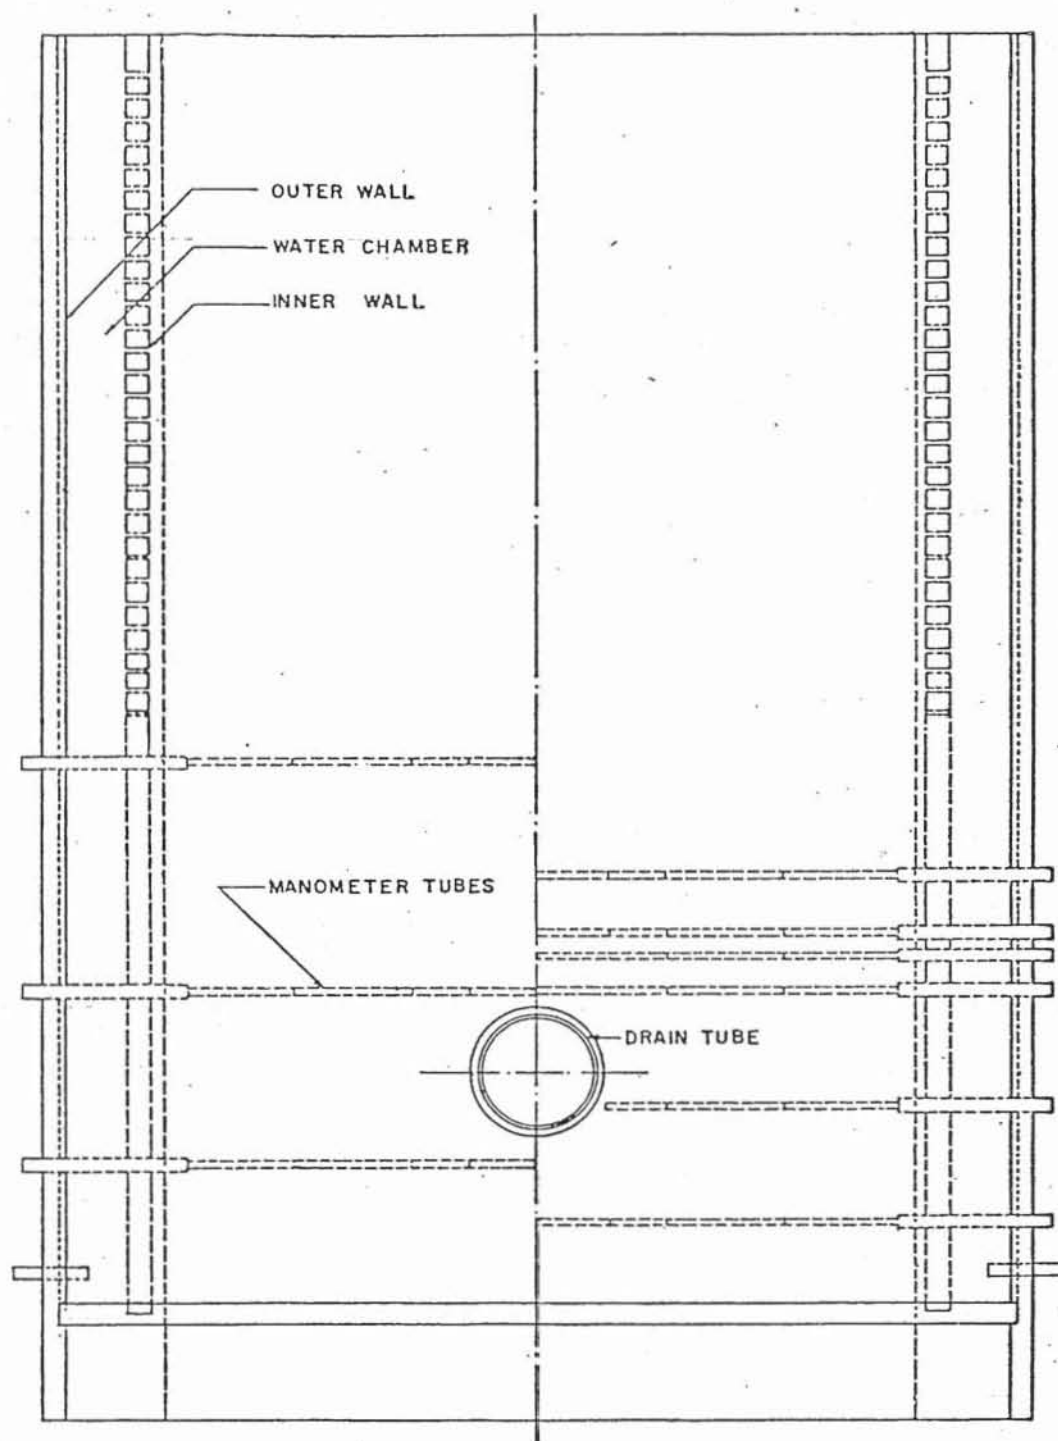 OUTER WALL
WATER CHAMBER
INNER WALL
MANOMETER TUBES
DRAIN TUBE